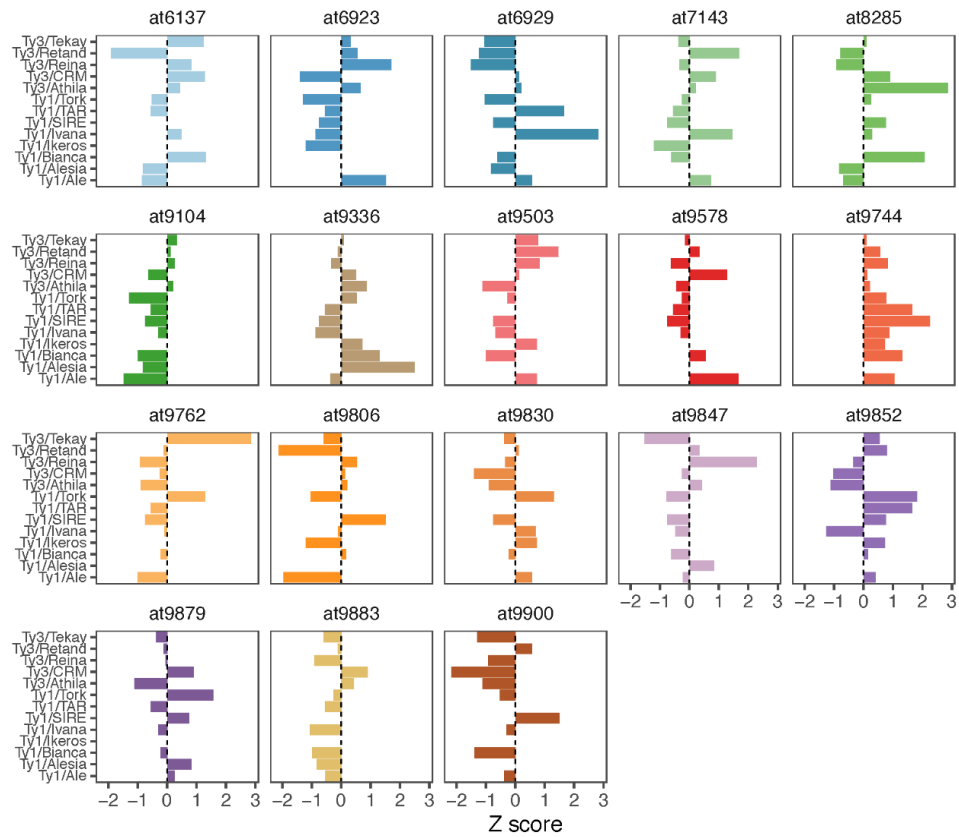 at6137 at6923 at6929 at7143 at8285
Ty3/Tekay
Ty3/Retand
Ty3/Reina
Ty3/CRM
Ty3/Athila
Ty1/Tork
Ty1/TAR
Ty1/SIRE
Ty1/Ivana
Ty1/Ikeros
Ty1/Bianca
Ty1/Alesia
Ty1/Ale
at9104 at9336 at9503 at9578 at9744
Ty3/Tekay
Ty3/Retand
Ty3/Reina
Ty3/CRM
Ty3/Athila
Ty1/Tork
Ty1/TAR
Ty1/SIRE
Ty1/Ivana
Ty1/Ikeros
Ty1/Bianca
Ty1/Alesia
Ty1/Ale
at9762 at9806 at9830 at9847 at9852
Ty3/Tekay
Ty3/Retand
Ty3/Reina
Ty3/CRM
Ty3/Athila
Ty1/Tork
Ty1/TAR
Ty1/SIRE
Ty1/Ivana
Ty1/Ikeros
Ty1/Bianca
Ty1/Alesia
Ty1/Ale
−2 −1 0 1 2 3 −2 −1 0 1 2 3
at9879 at9883 at9900
Ty3/Tekay
Ty3/Retand
Ty3/Reina
Ty3/CRM
Ty3/Athila
Ty1/Tork
Ty1/TAR
Ty1/SIRE
Ty1/Ivana
Ty1/Ikeros
Ty1/Bianca
Ty1/Alesia
Ty1/Ale
−2 −1 0 1 2 3 −2 −1 0 1 2 3 −2 −1 0 1 2 3
Z score